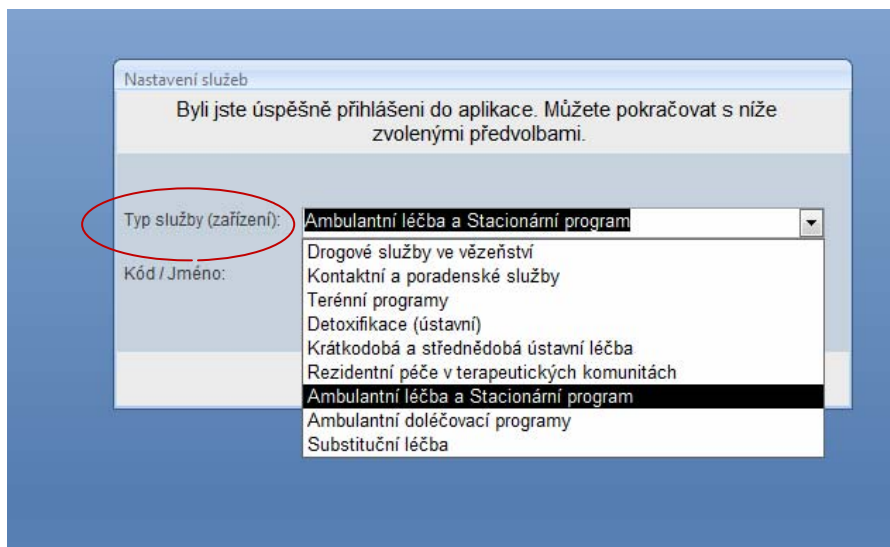 Nastavení služeb
Byli jste úspěšně přihlášeni do aplikace. Můžete pokračovat s níže
zvolenými předvolbami.
Typ služby (zařízení):
Ambulantní léčba a Stacionární program
Drogové služby ve vězeňství
Kód / Jméno:
Kontaktní a poradenské služby
Terénní programy
Detoxifikace (ústavní)
Krátkodobá a střednědobá ústavní léčba
Rezidentní péče v terapeutických komunitách
Ambulantní léčba a Stacionární program
Ambulantní doléčovací programy
Substituční léčba